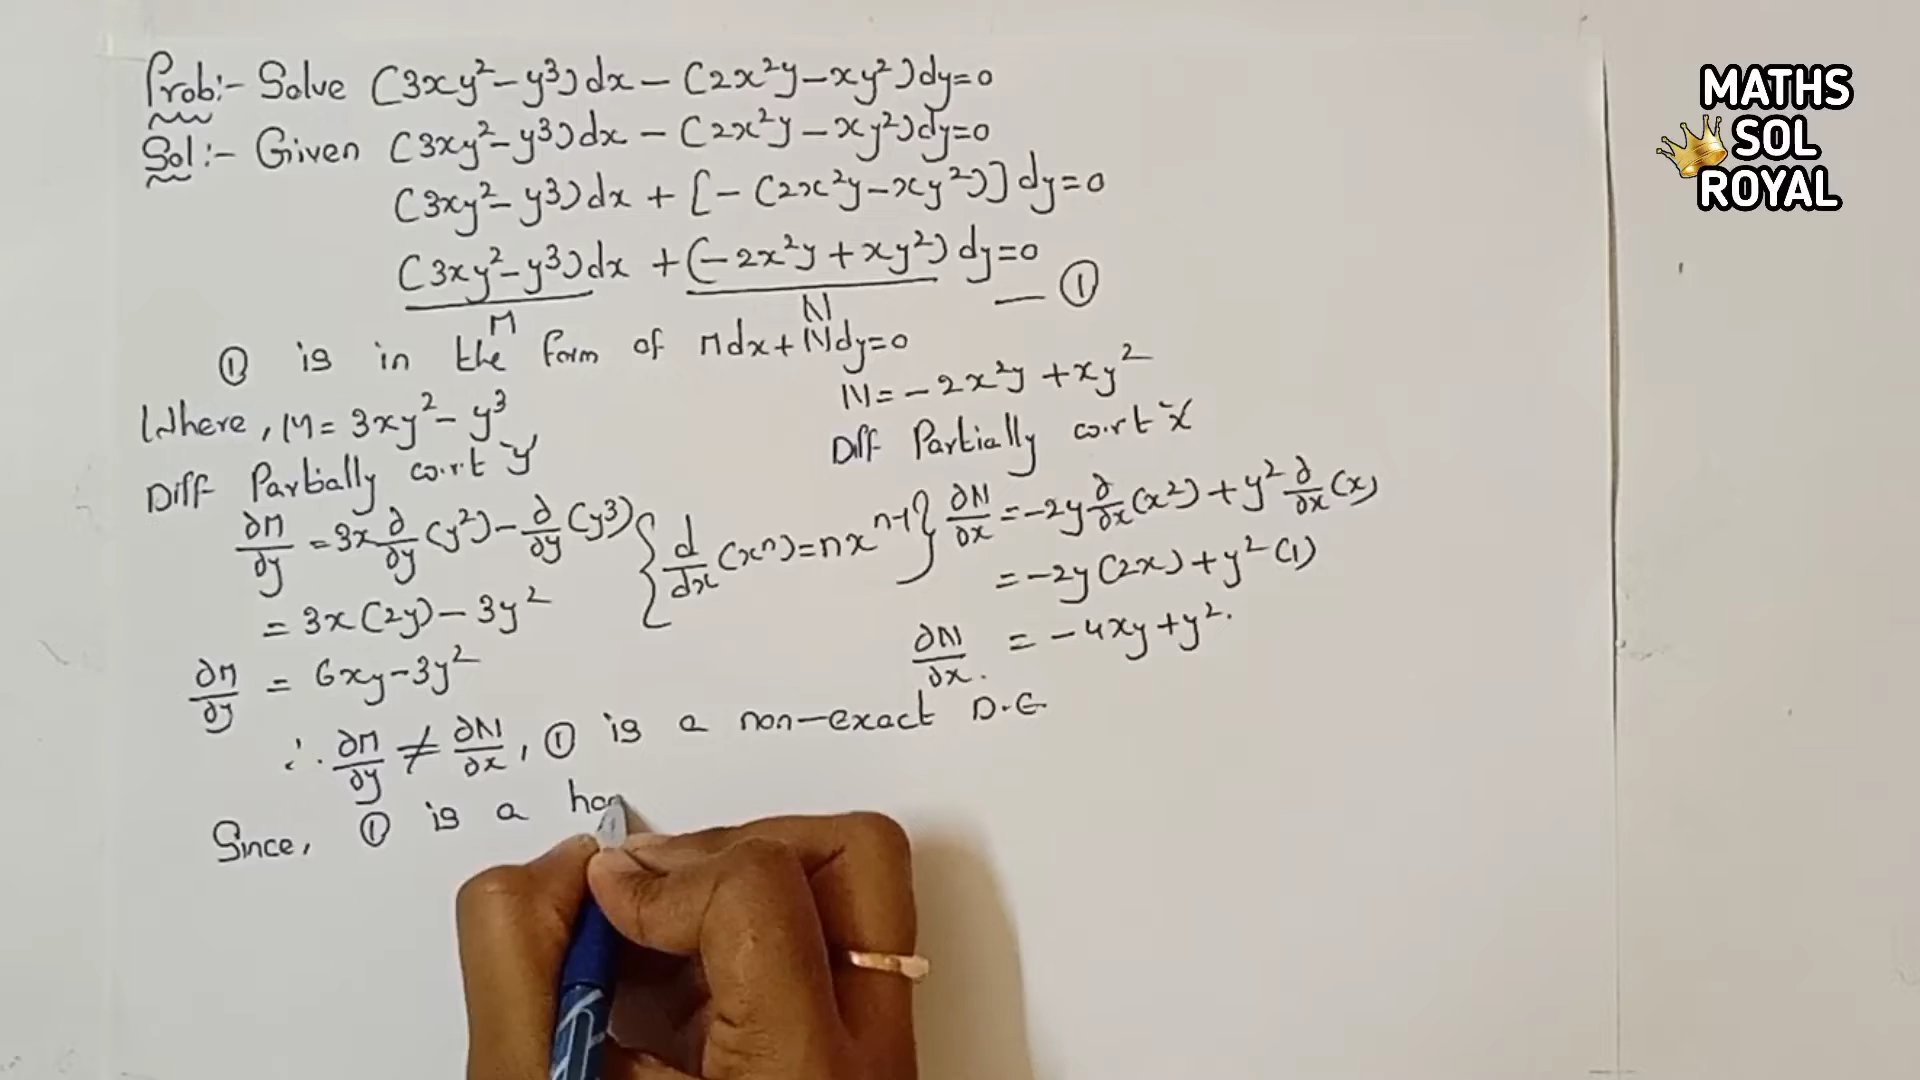 Prob:- Solve (3xy²-y³)dx - (2x²y-xy²)dy=0
Sol:- Given (3xy²-y³)dx - (2x²y-xy²)dy=0
(3xy²-y³)dx + [-(2x²y-xy²)]dy=0
(3xy²-y³)dx + (-2x²y+xy²)dy=0 — ①
M N
① is in the form of Mdx+Ndy=0
Where, M = 3xy²-y³
Diff Partially w.r.t 'y'
∂M/∂y = 3x ∂/∂y (y²) - ∂/∂y (y³)
= 3x(2y) - 3y²
∂M/∂y = 6xy-3y²
{d/dx (xⁿ) = nxⁿ⁻¹}
N = -2x²y + xy²
Diff Partially w.r.t 'x'
∂N/∂x = -2y ∂/∂x (x²) + y² ∂/∂x (x)
= -2y(2x) + y²(1)
∂N/∂x = -4xy+y².
∴ ∂M/∂y ≠ ∂N/∂x, ① is a non-exact D.E
Since, ① is a ho
MATHS
SOL
ROYAL